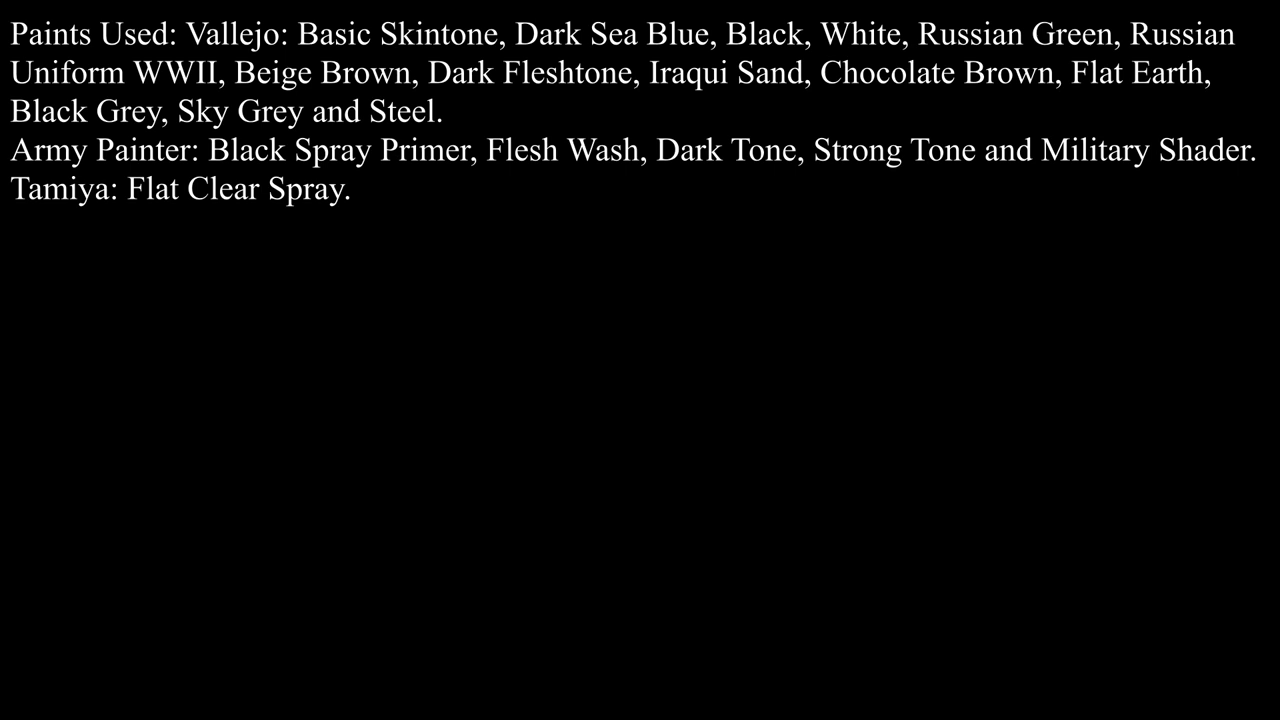 Paints Used: Vallejo: Basic Skintone, Dark Sea Blue, Black, White, Russian Green, Russian
Uniform WWII, Beige Brown, Dark Fleshtone, Iraqui Sand, Chocolate Brown, Flat Earth,
Black Grey, Sky Grey and Steel.
Army Painter: Black Spray Primer, Flesh Wash, Dark Tone, Strong Tone and Military Shader.
Tamiya: Flat Clear Spray.